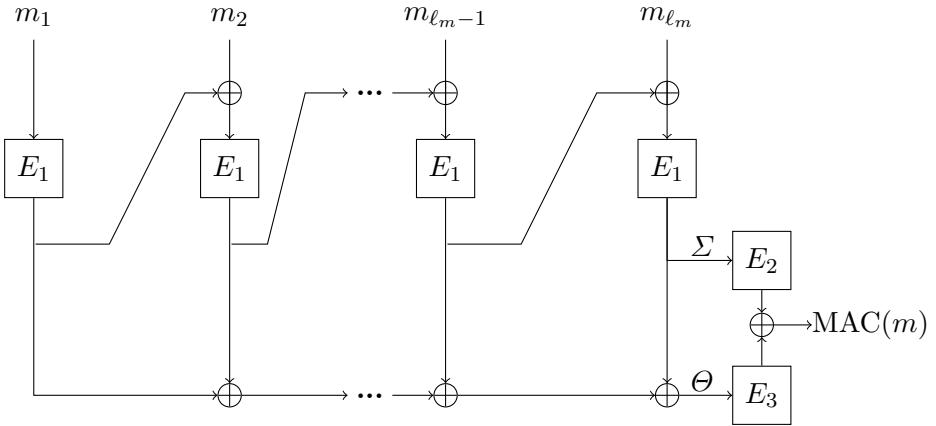 m₁ m₂ mℓₘ₋₁ mℓₘ
...
E₁ E₁ E₁ E₁
Σ E₂
MAC(m)
... Θ E₃